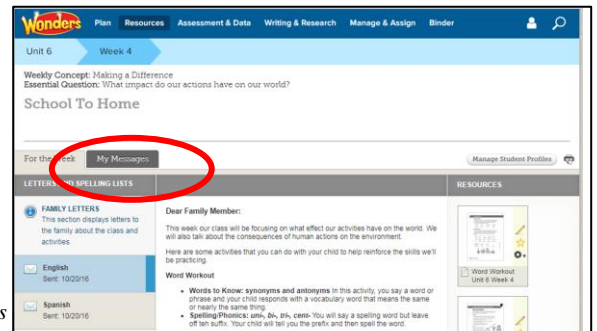 Wonders Plan Resources Assessment & Data Writing & Research Manage & Assign Binder
Unit 6 Week 4
Weekly Concept: Making a Difference
Essential Question: What impact do our actions have on our world?
School To Home
For the Week My Messages Manage Student Profiles
LETTERS AND SPELLING LISTS RESOURCES
FAMILY LETTERS
This section displays letters to
the family about the class and
activities
English
Sent: 10/20/16
Spanish
Sent: 10/20/16
Dear Family Member:
This week our class will be focusing on what effect our activities have on the world. We
will also talk about the consequences of human actions on the environment.
Here are some activities that you can do with your child to help reinforce the skills we'll
be practicing.
Word Workout
• Words to Know: synonyms and antonyms In this activity, you say a word or
phrase and your child responds with a vocabulary word that means the same
or nearly the same thing.
• Spelling/Phonics: uni-, bi-, tri-, cent- You will say a spelling word but leave
off teh suffix. Your child will tell you the prefix and then spell the word.
Word Workout
Unit 6 Week 4
s